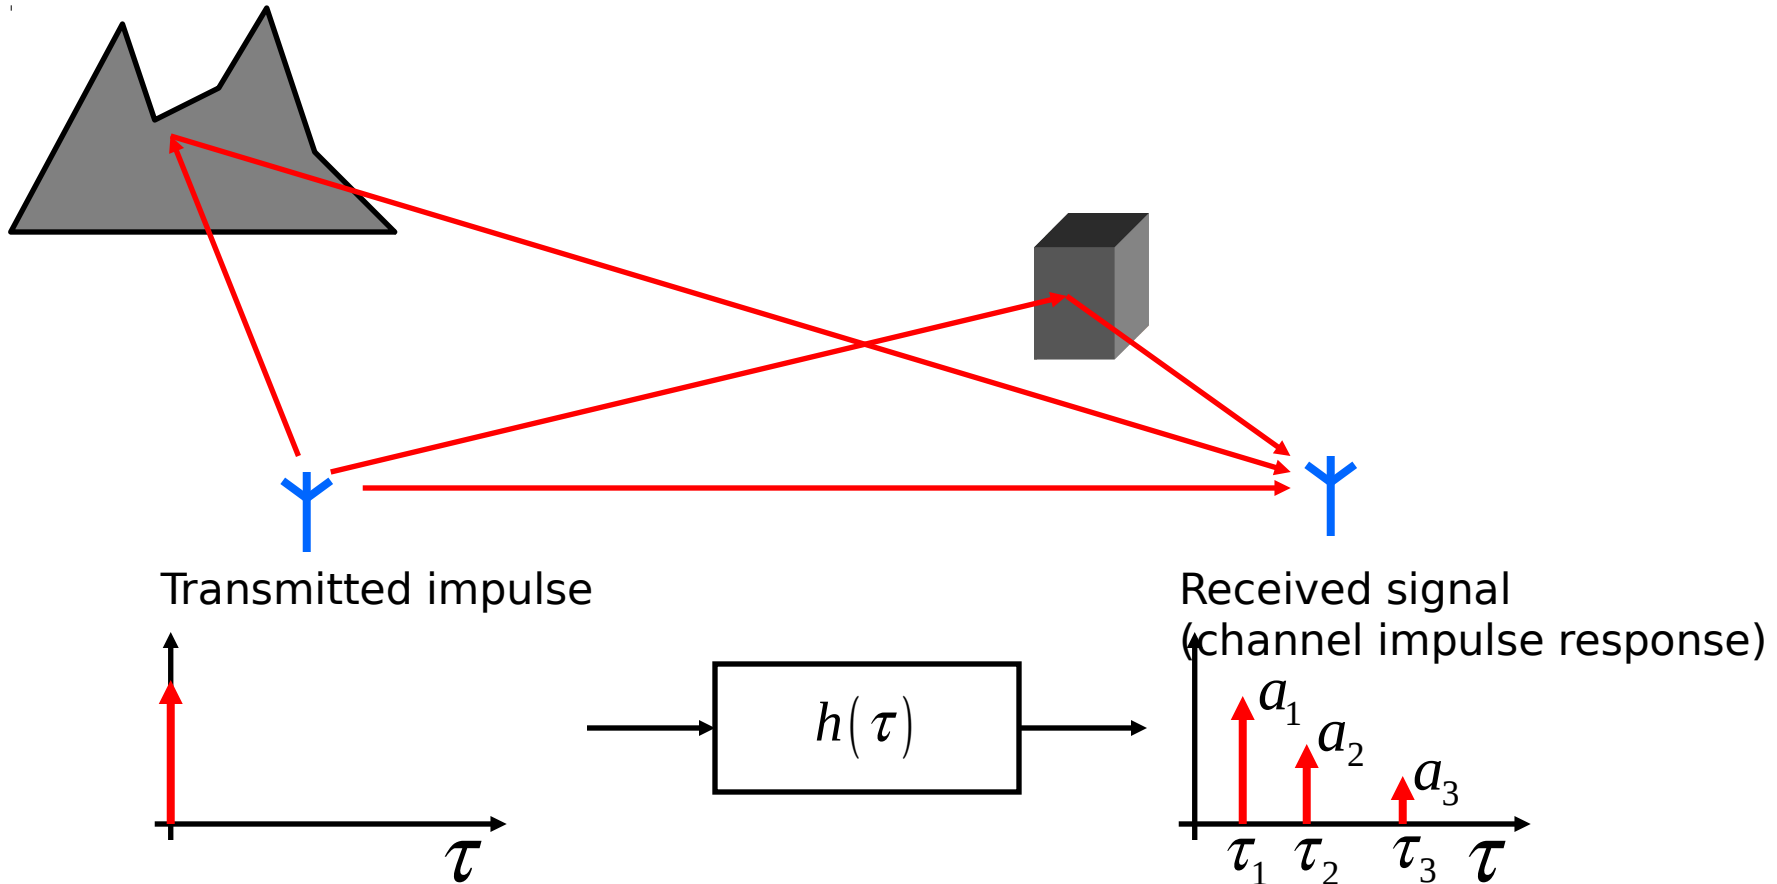 Transmitted impulse
Received signal
(channel impulse response)
h(τ)
a₁
a₂
a₃
τ
τ₁ τ₂ τ₃ τ